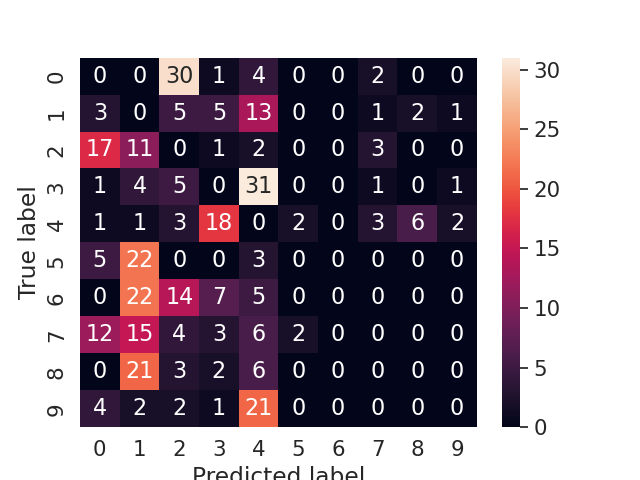 0 0 0 30 1 4 0 0 2 0 0
1 3 0 5 5 13 0 0 1 2 1
2 17 11 0 1 2 0 0 3 0 0
3 1 4 5 0 31 0 0 1 0 1
4 1 1 3 18 0 2 0 3 6 2
5 5 22 0 0 3 0 0 0 0 0
6 0 22 14 7 5 0 0 0 0 0
7 12 15 4 3 6 2 0 0 0 0
8 0 21 3 2 6 0 0 0 0 0
9 4 2 2 1 21 0 0 0 0 0
0 1 2 3 4 5 6 7 8 9
Predicted label
True label
30
25
20
15
10
5
0